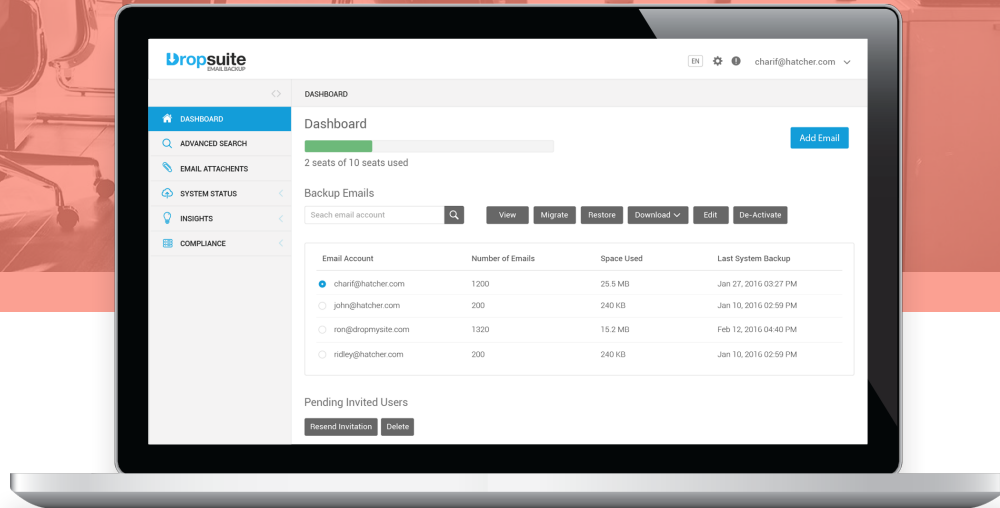 Dropsuite
EMAIL BACKUP
EN
charif@hatcher.com
DASHBOARD
DASHBOARD
ADVANCED SEARCH
EMAIL ATTACHENTS
SYSTEM STATUS
INSIGHTS
COMPLIANCE
Dashboard
Add Email
2 seats of 10 seats used
Backup Emails
Seach email account
View Migrate Restore Download Edit De-Activate
Email Account Number of Emails Space Used Last System Backup
charif@hatcher.com 1200 25.5 MB Jan 27, 2016 03:27 PM
john@hatcher.com 200 240 KB Jan 10, 2016 02:59 PM
ron@dropmysite.com 1320 15.2 MB Feb 12, 2016 04:40 PM
ridley@hatcher.com 200 240 KB Jan 10, 2016 02:59 PM
Pending Invited Users
Resend Invitation Delete